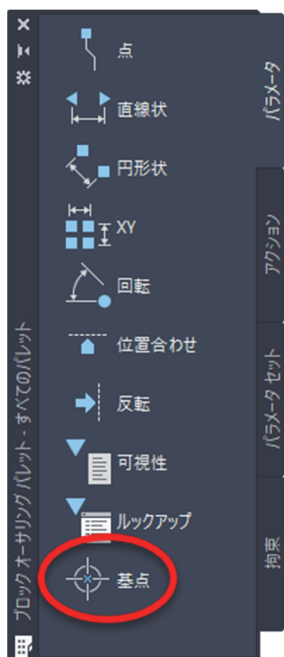 点
直線状
円形状
XY
回転
位置合わせ
反転
可視性
ルックアップ
基点
パラメータ
アクション
パラメータ セット
拘束
ブロック オーサリング パレット - すべてのパレット